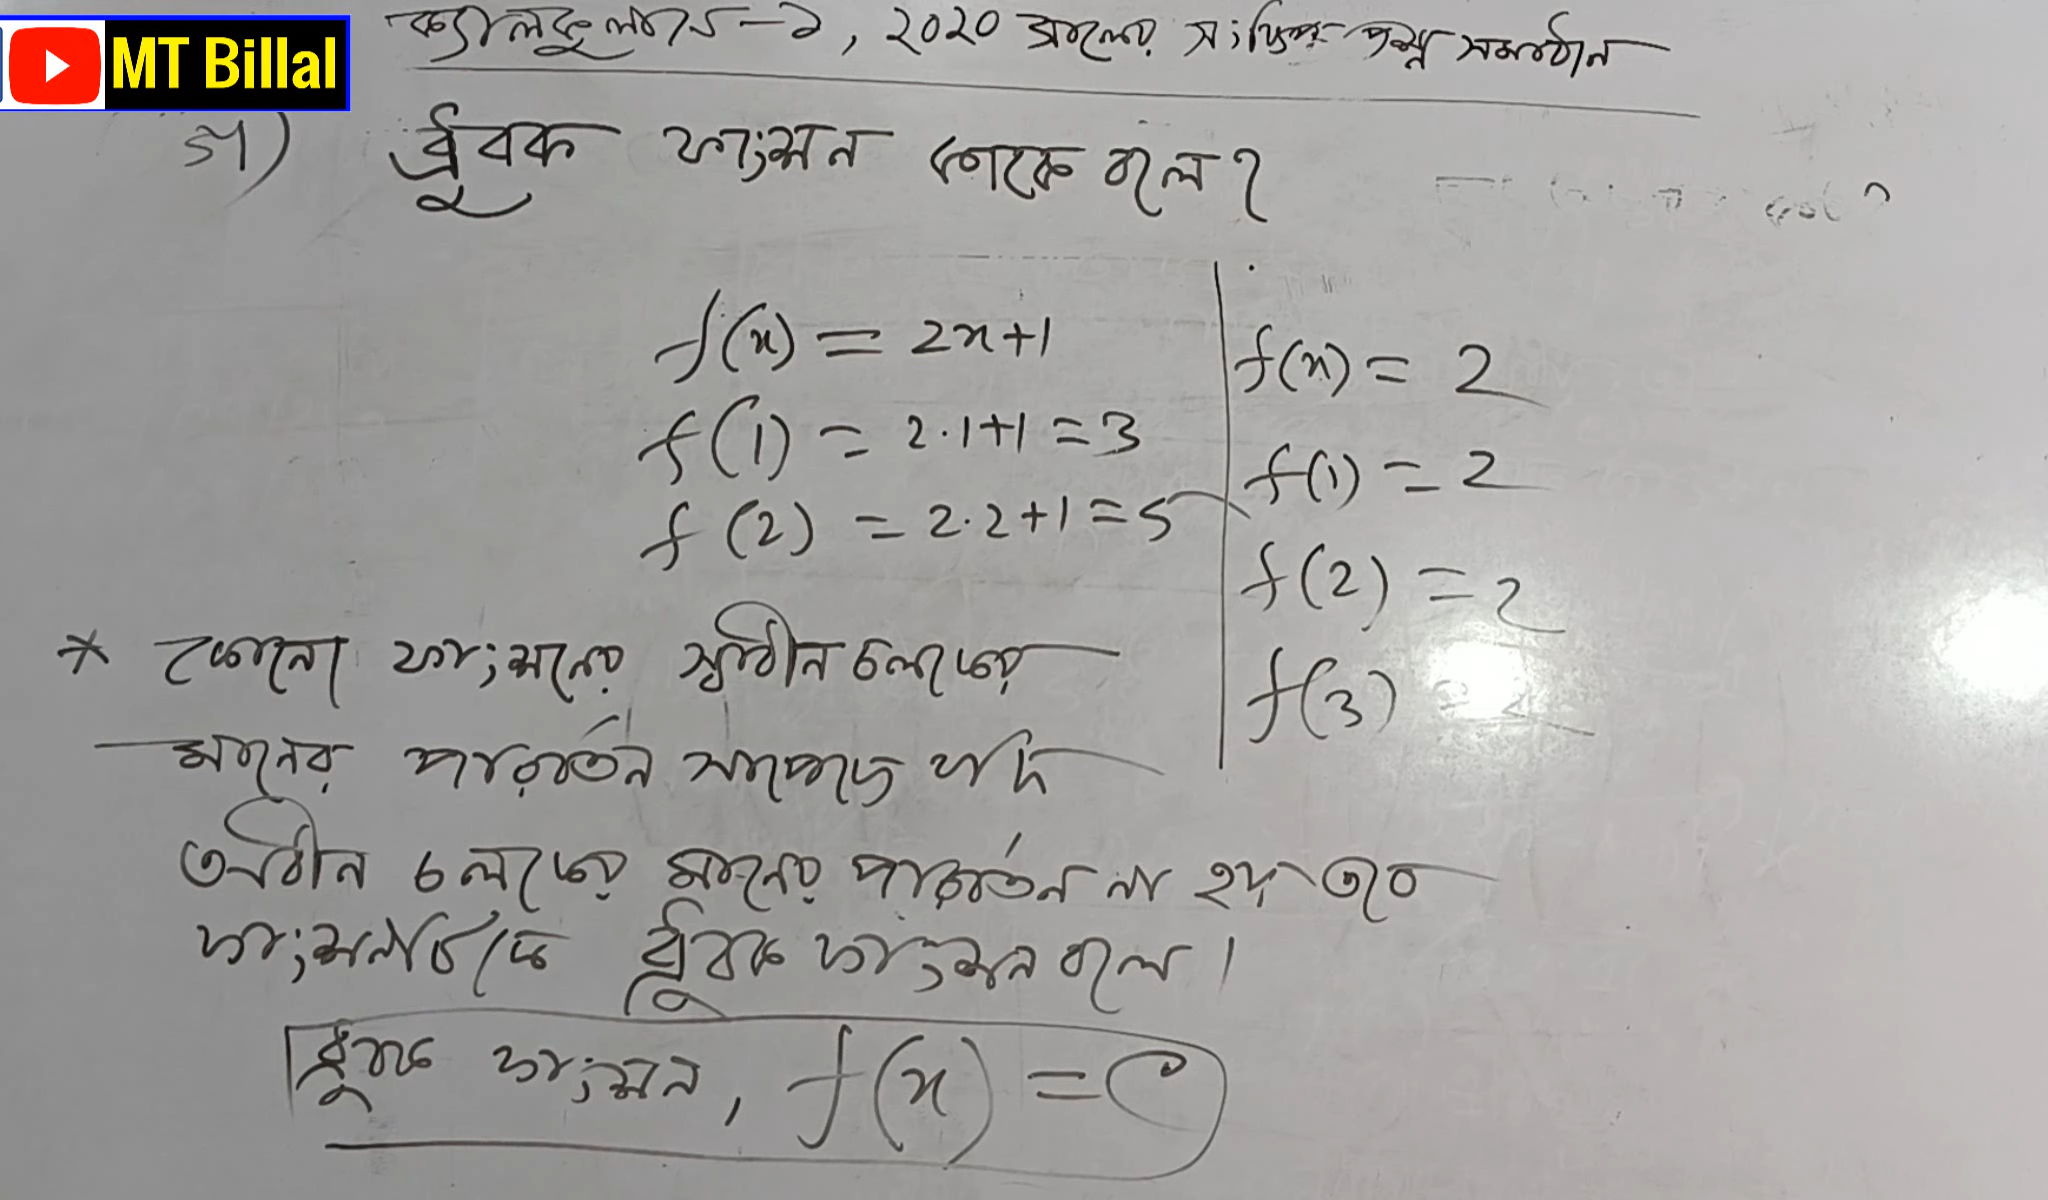 MT Billal
ক্যালকুলাস-১, ২০২০ সালের সংক্ষিপ্ত প্রশ্ন সমাধান
ধ্রুবক ফাংশন কাকে বলে?
f(x) = 2x+1
f(1) = 2.1+1=3
f(2) = 2.2+1=5
f(x) = 2
f(1) = 2
f(2) = 2
f(3) = 2
* কোনো ফাংশনের স্বাধীন চলকের
মানের পরিবর্তন সাপেক্ষে যদি
অধীন চলকের মানের পরিবর্তন না হয় তবে
ফাংশনটিকে ধ্রুবক ফাংশন বলে।
ধ্রুবক ফাংশন, f(x) = C